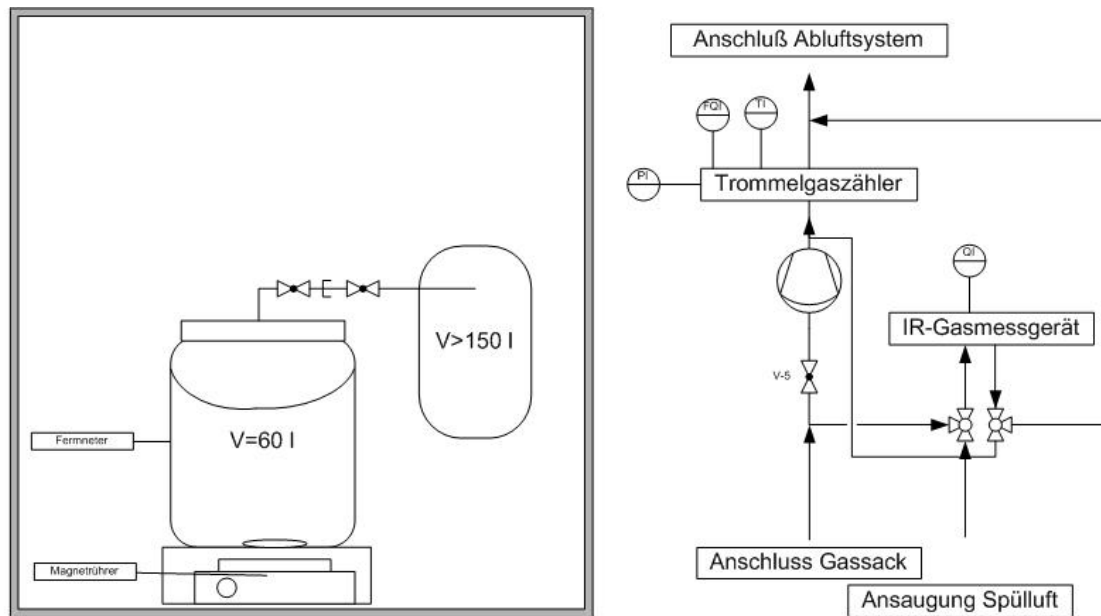 V>150 l
V=60 l
Fermneter
Magnetrührer
Anschluß Abluftsystem
FQI
TI
PI
Trommelgaszähler
QI
IR-Gasmessgerät
V-5
Anschluss Gassack
Ansaugung Spülluft